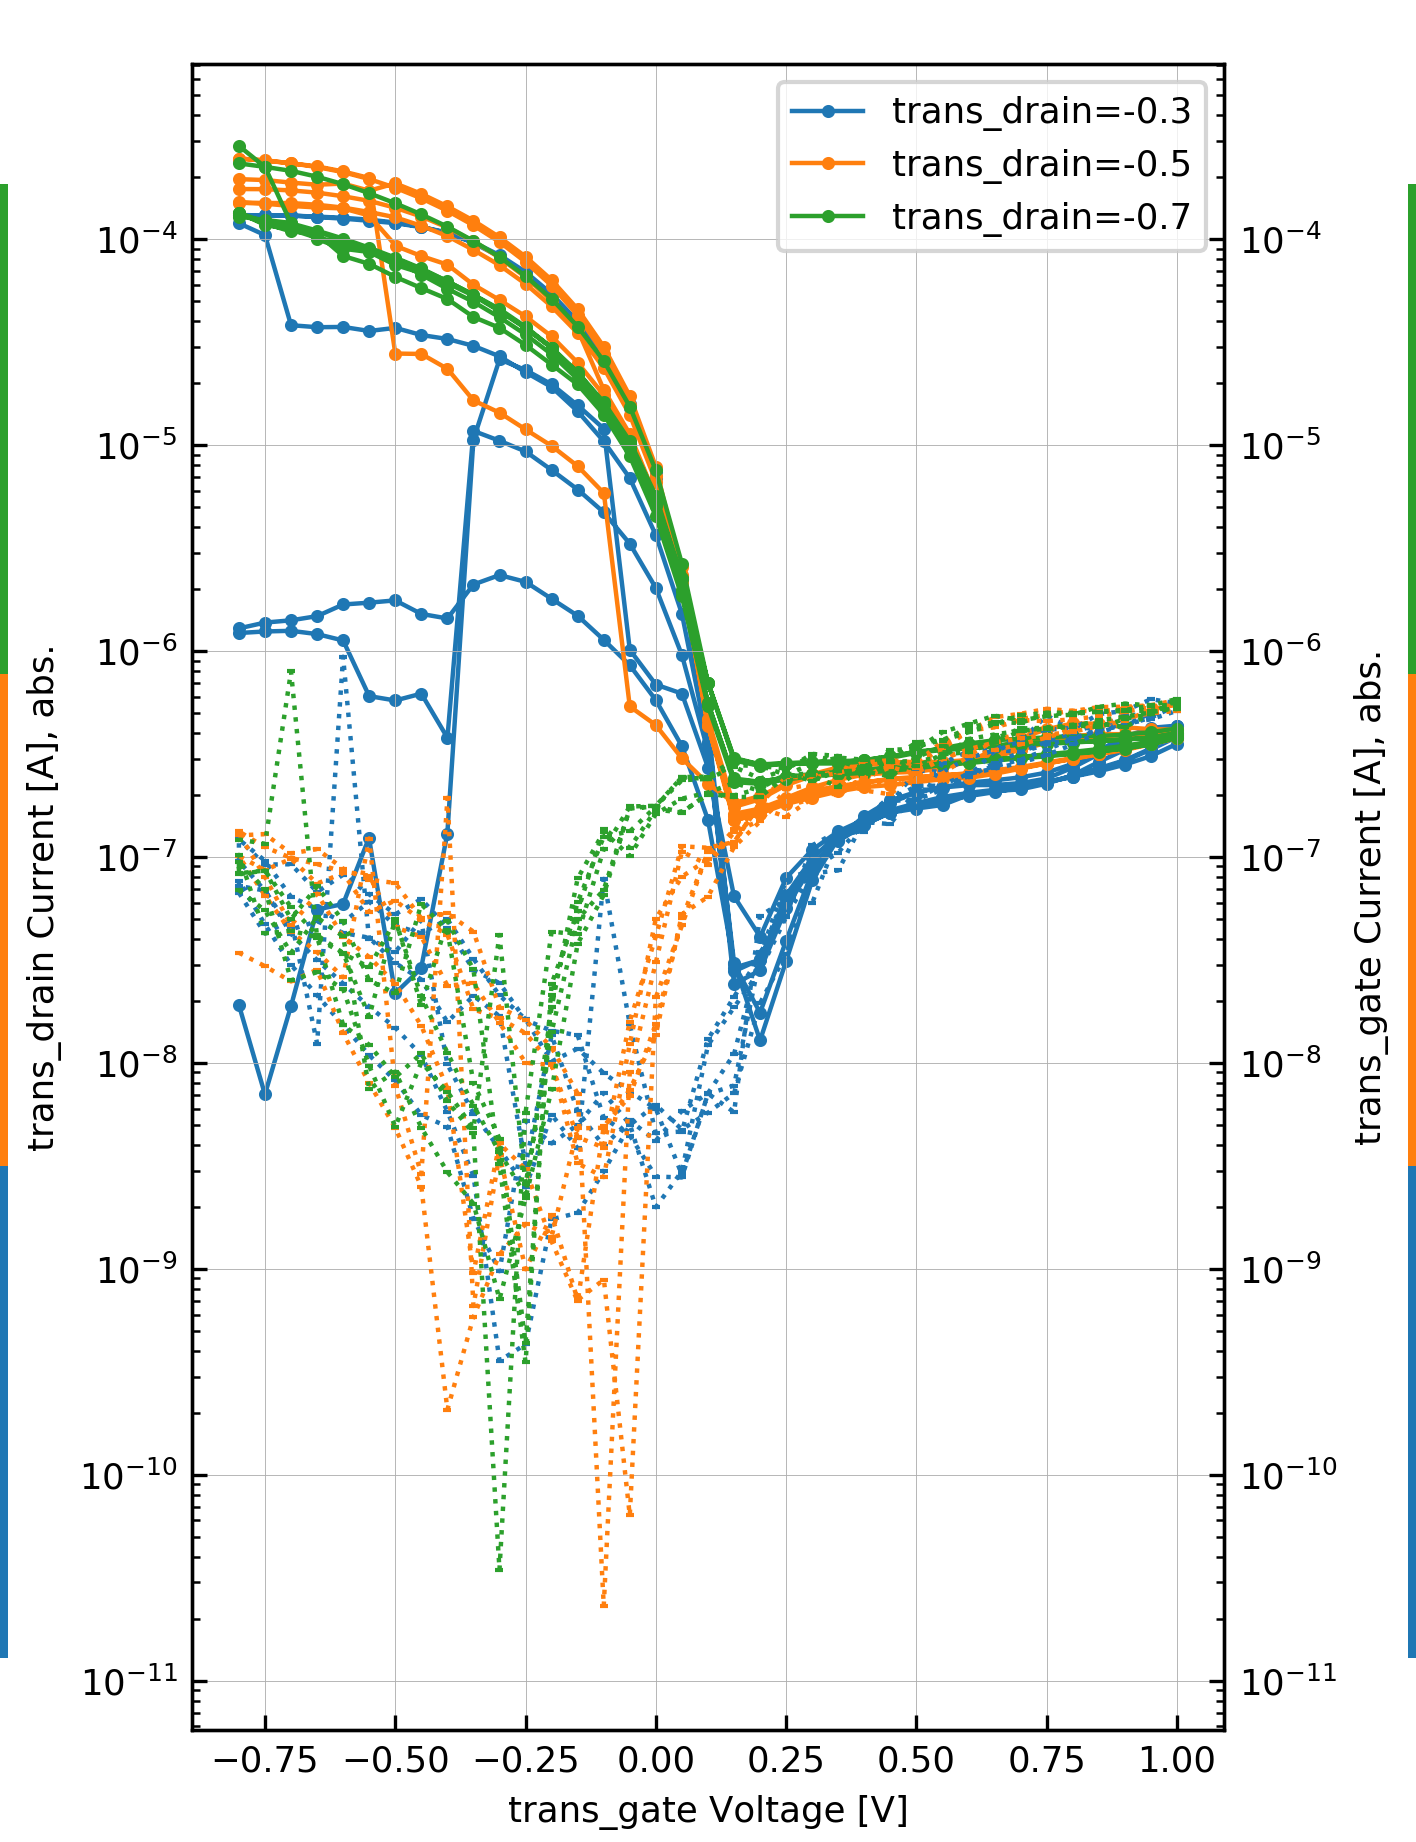 trans_drain=-0.3
trans_drain=-0.5
trans_drain=-0.7
10⁻⁴
10⁻⁵
10⁻⁶
10⁻⁷
10⁻⁸
10⁻⁹
10⁻¹⁰
10⁻¹¹
trans_drain Current [A], abs.
10⁻⁴
10⁻⁵
10⁻⁶
10⁻⁷
10⁻⁸
10⁻⁹
10⁻¹⁰
10⁻¹¹
trans_gate Current [A], abs.
−0.75 −0.50 −0.25 0.00 0.25 0.50 0.75 1.00
trans_gate Voltage [V]